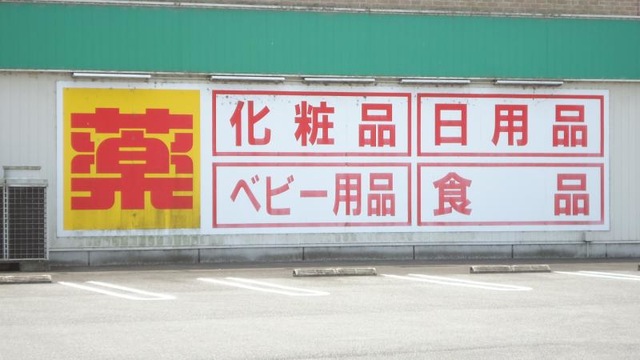 薬
化粧品
日用品
ベビー用品
食品